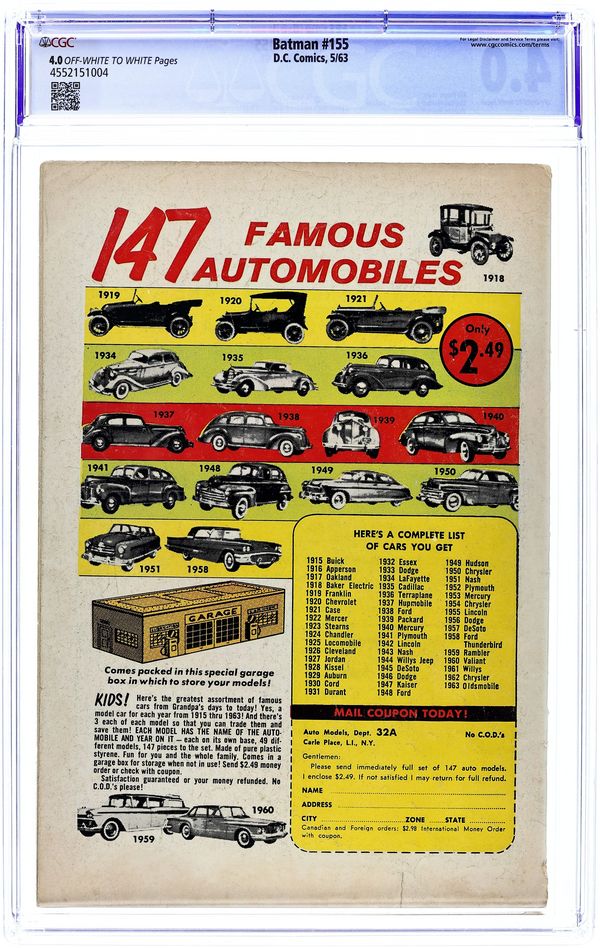 CGC
Batman #155
For Legal Disclaimer and Service Terms please visit
www.cgccomics.com/terms
4.0 OFF-WHITE TO WHITE Pages
D.C. Comics, 5/63
4552151004
147 FAMOUS
AUTOMOBILES
1918
1919
1920
1921
Only
$2.49
1934
1935
1936
1937
1938
1939
1940
1941
1948
1949
1950
1951
1958
GARAGE
Comes packed in this special garage
box in which to store your models!
KIDS! Here's the greatest assortment of famous
cars from Grandpa's days to today! Yes, a
model car for each year from 1915 thru 1963! And there's
3 each of each model so that you can trade them and
save them! EACH MODEL HAS THE NAME OF THE AUTO-
MOBILE AND YEAR ON IT — each on its own base, 49 dif-
ferent models, 147 pieces to the set. Made of pure plastic
styrene. Fun for you and the whole family. Comes in a
garage box for storage when not in use! Send $2.49 money
order or check with coupon.
Satisfaction guaranteed or your money refunded. No
C.O.D.'s please!
1959
1960
HERE'S A COMPLETE LIST
OF CARS YOU GET
1915 Buick
1916 Apperson
1917 Oakland
1918 Baker Electric
1919 Franklin
1920 Chevrolet
1921 Case
1922 Mercer
1923 Stearns
1924 Chandler
1925 Locomobile
1926 Cleveland
1927 Jordan
1928 Kissel
1929 Auburn
1930 Cord
1931 Durant
1932 Essex
1933 Dodge
1934 LaFayette
1935 Cadillac
1936 Terraplane
1937 Hupmobile
1938 Ford
1939 Packard
1940 Mercury
1941 Plymouth
1942 Lincoln
1943 Nash
1944 Willys Jeep
1945 DeSoto
1946 Dodge
1947 Kaiser
1948 Ford
1949 Hudson
1950 Chrysler
1951 Nash
1952 Plymouth
1953 Mercury
1954 Chrysler
1955 Lincoln
1956 Dodge
1957 DeSoto
1958 Ford
Thunderbird
1959 Rambler
1960 Valiant
1961 Willys
1962 Chrysler
1963 Oldsmobile
MAIL COUPON TODAY!
Auto Models, Dept. 32A No C.O.D.'s
Carle Place, L.I., N.Y.
Gentlemen:
Please send immediately full set of 147 auto models.
I enclose $2.49. If not satisfied I may return for full refund.
NAME
ADDRESS
CITY ZONE STATE
Canadian and Foreign orders: $2.98 International Money Order
with coupon.